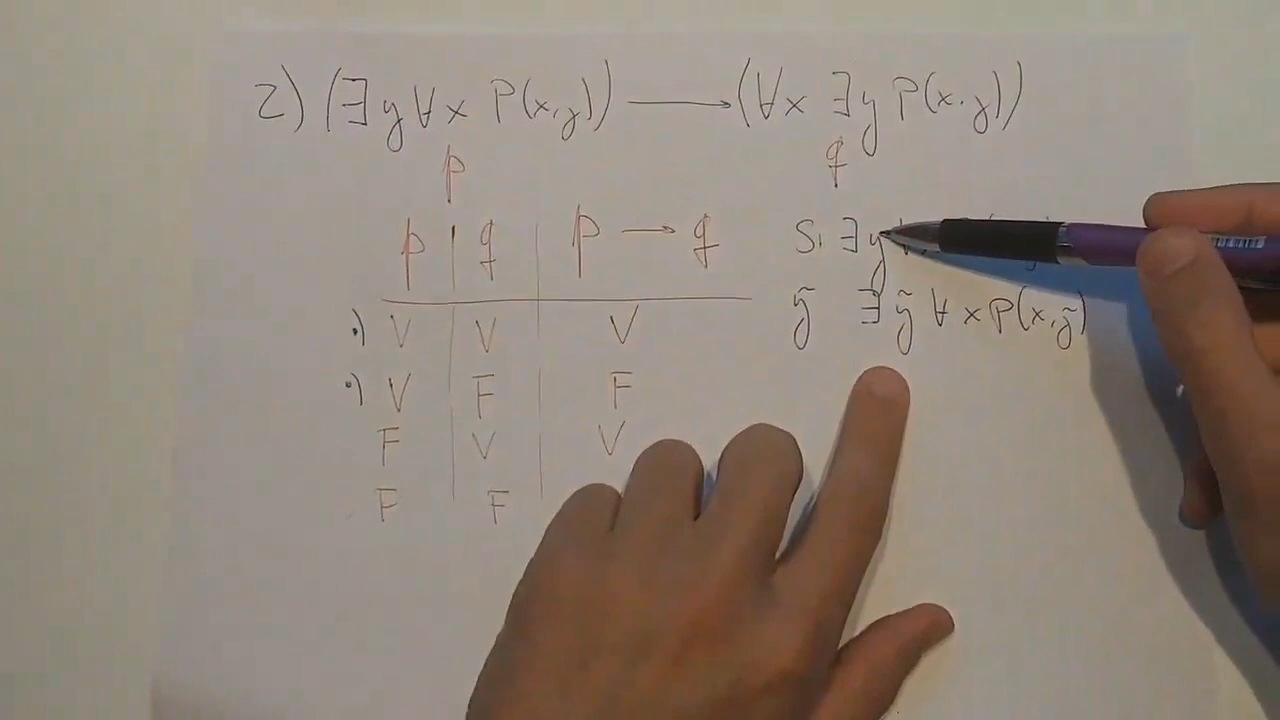 2) (∃ y ∀ x P(x,y)) ⟶ (∀ x ∃ y P(x,y))
p q
p | q | p → q
•) V | V | V
•) V | F | F
F | V | V
F | F
Si ∃ y
ỹ ∃ ỹ ∀ x P(x,ỹ)